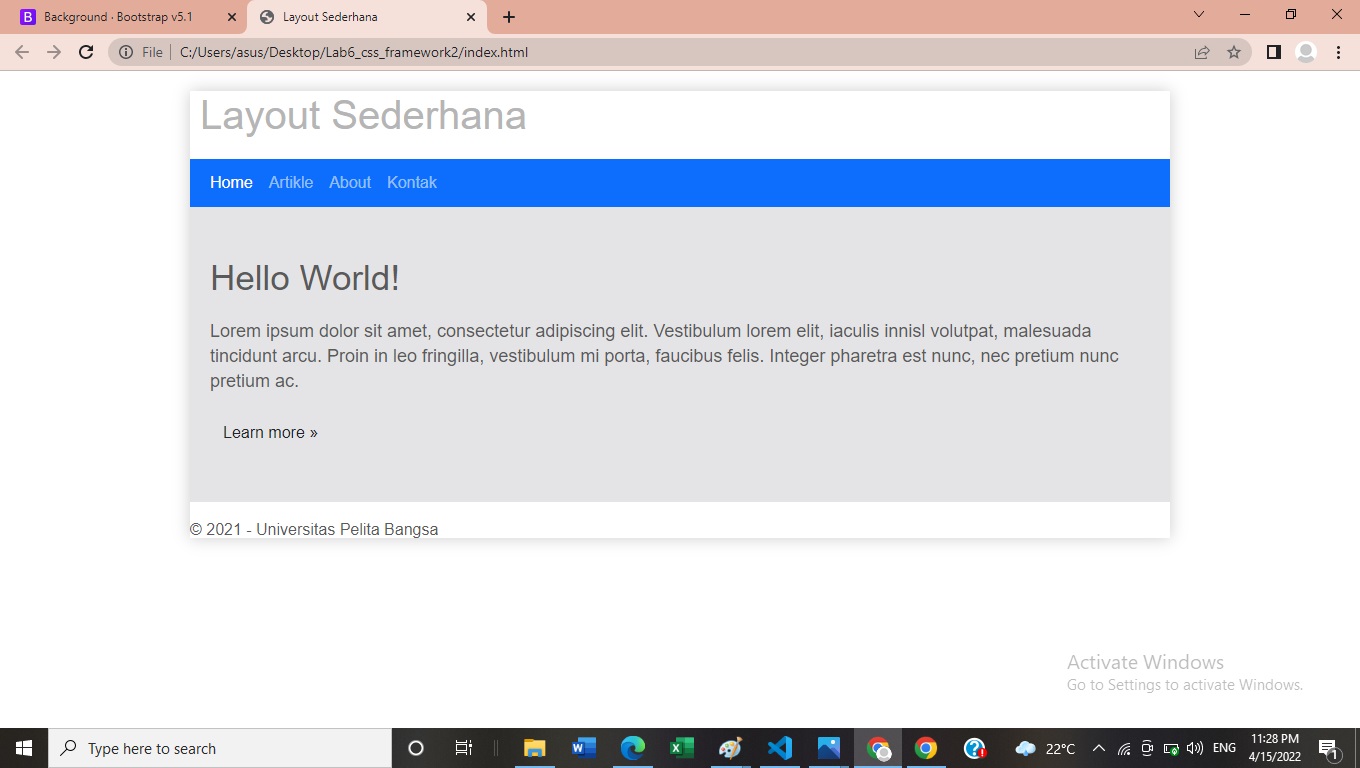 Background · Bootstrap v5.1
Layout Sederhana
File
C:/Users/asus/Desktop/Lab6_css_framework2/index.html
Layout Sederhana
Home Artikle About Kontak
Hello World!
Lorem ipsum dolor sit amet, consectetur adipiscing elit. Vestibulum lorem elit, iaculis innisl volutpat, malesuada
tincidunt arcu. Proin in leo fringilla, vestibulum mi porta, faucibus felis. Integer pharetra est nunc, nec pretium nunc
pretium ac.
Learn more »
© 2021 - Universitas Pelita Bangsa
Activate Windows
Go to Settings to activate Windows.
Type here to search
22°C
ENG
11:28 PM
4/15/2022
1